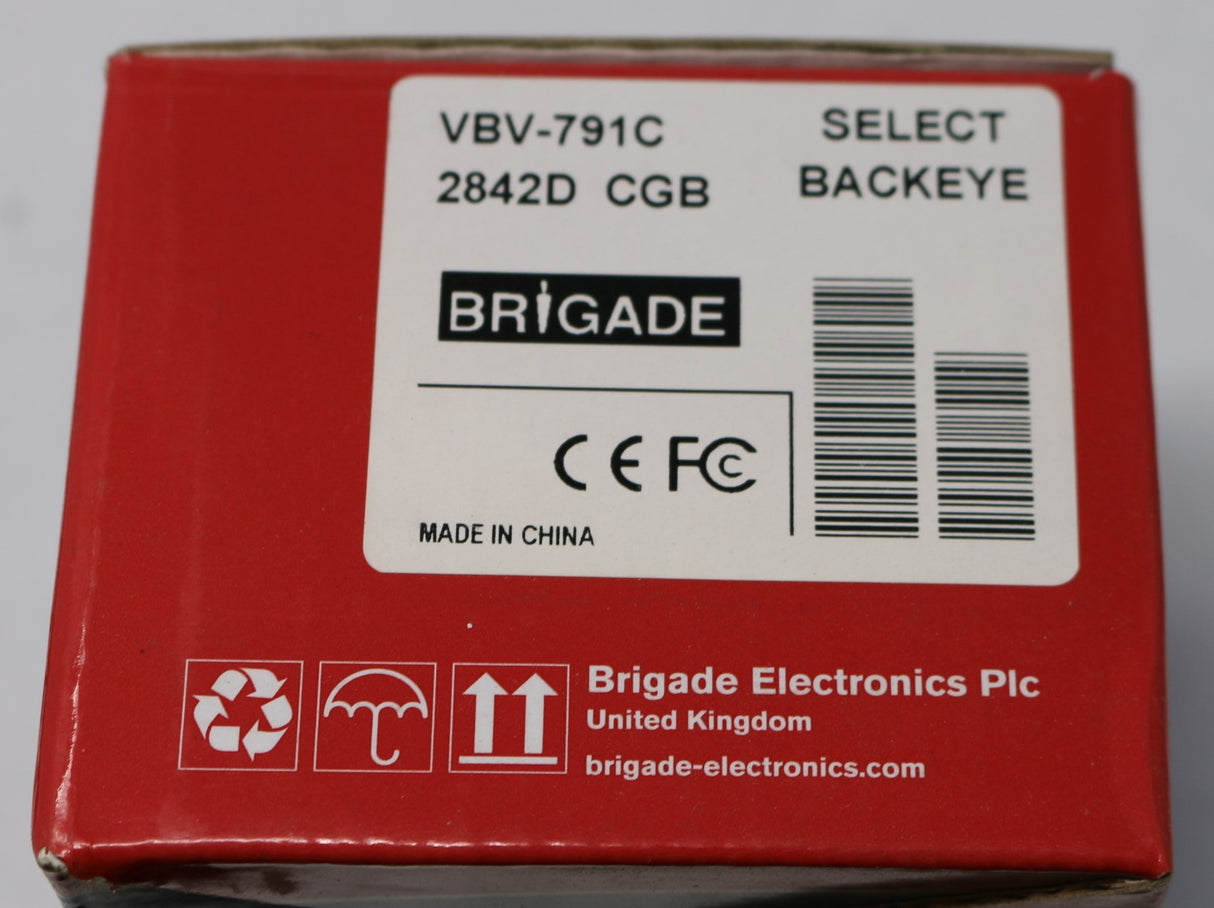 VBV-791C
2842D CGB
SELECT
BACKEYE
BRIGADE
CE FC
MADE IN CHINA
Brigade Electronics Plc
United Kingdom
brigade-electronics.com